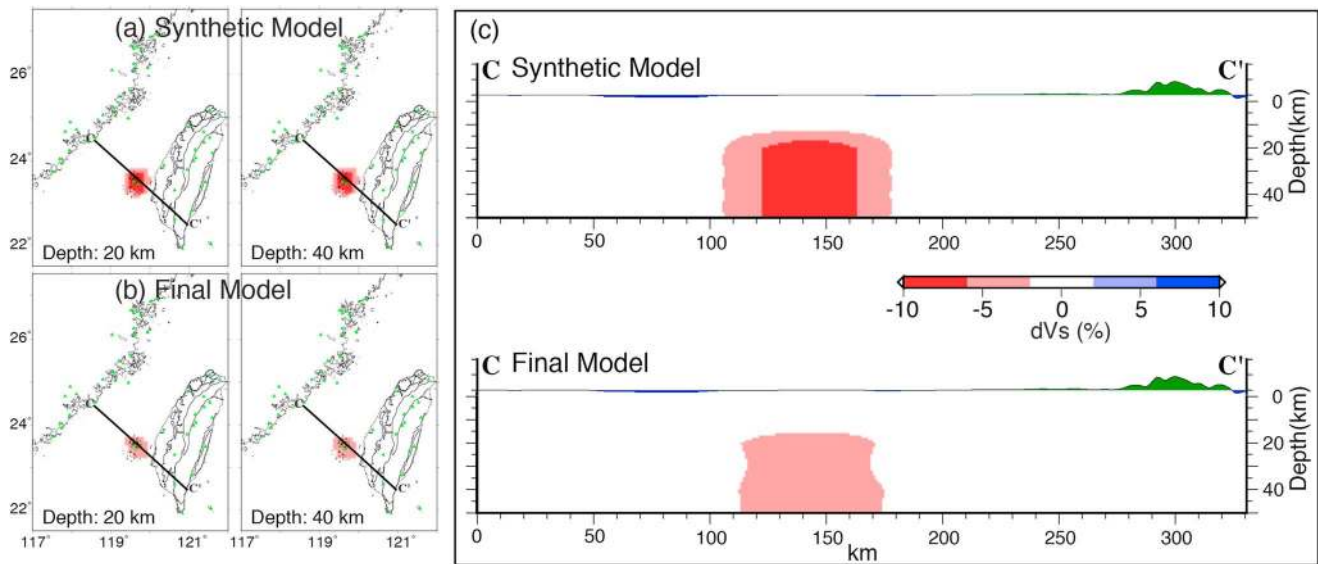 (a) Synthetic Model
26°
24°
22°
C
C'
Depth: 20 km
C
C'
Depth: 40 km
(b) Final Model
26°
24°
22°
C
C'
Depth: 20 km
C
C'
Depth: 40 km
117° 119° 121° 117° 119° 121°
(c)
C Synthetic Model C'
0
20
40
Depth(km)
0 50 100 150 200 250 300
-10 -5 0 5 10
dVs (%)
C Final Model C'
0
20
40
Depth(km)
0 50 100 150 200 250 300
km